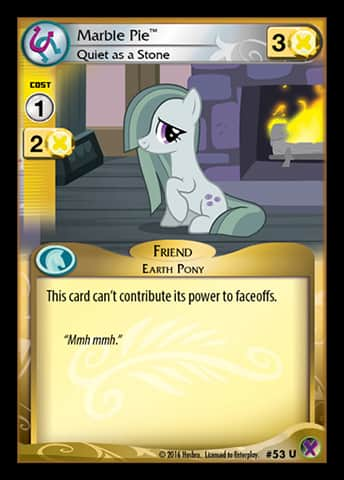 Marble Pie™
Quiet as a Stone
3
COST
1
2
FRIEND
EARTH PONY
This card can't contribute its power to faceoffs.
"Mmh mmh."
© 2016 Hasbro. Licensed to Enterplay.
#53 U